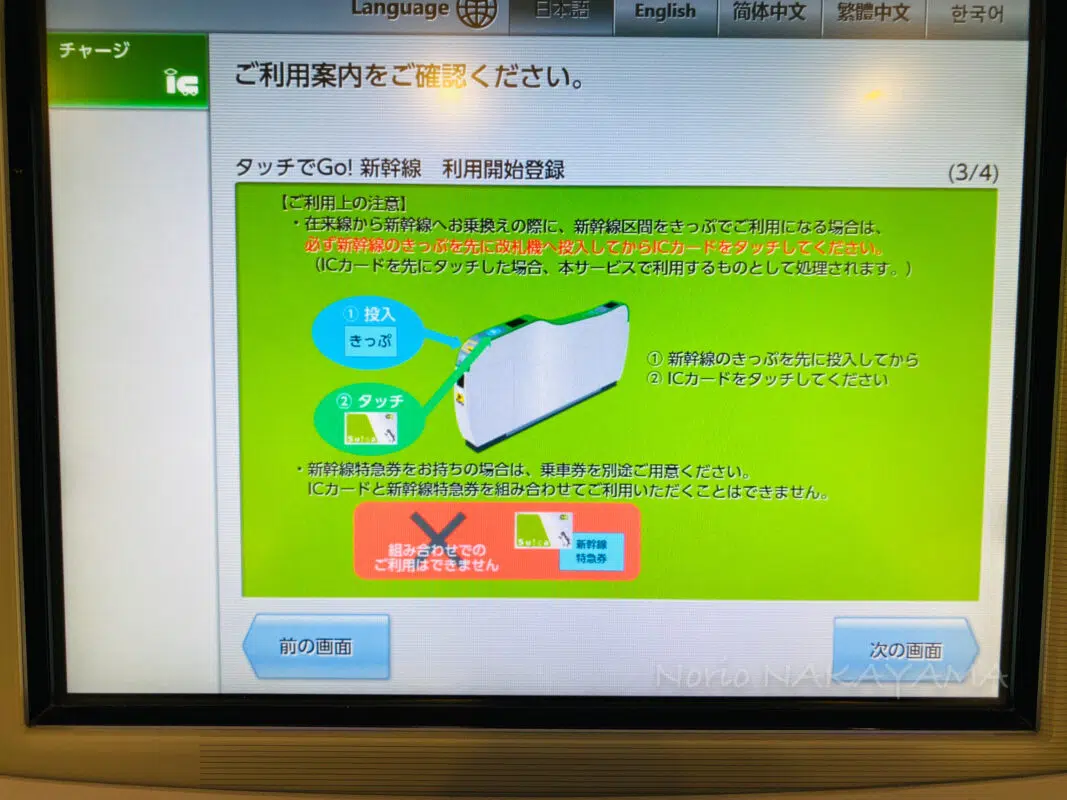 Language 日本語 English 简体中文 繁體中文 한국어
チャージ
ic
ご利用案内をご確認ください。
タッチでGo!新幹線 利用開始登録 (3/4)
【ご利用上の注意】
・在来線から新幹線へお乗換えの際に、新幹線区間をきっぷでご利用になる場合は、
必ず新幹線のきっぷを先に改札機へ投入してからICカードをタッチしてください。
(ICカードを先にタッチした場合、本サービスで利用するものとして処理されます。)
① 投入
きっぷ
② タッチ
Suica
① 新幹線のきっぷを先に投入してから
② ICカードをタッチしてください
・新幹線特急券をお持ちの場合は、乗車券を別途ご用意ください。
ICカードと新幹線特急券を組み合わせてご利用いただくことはできません。
組み合わせでの
ご利用はできません
Suica
新幹線
特急券
前の画面
次の画面
Norio NAKAYAMA